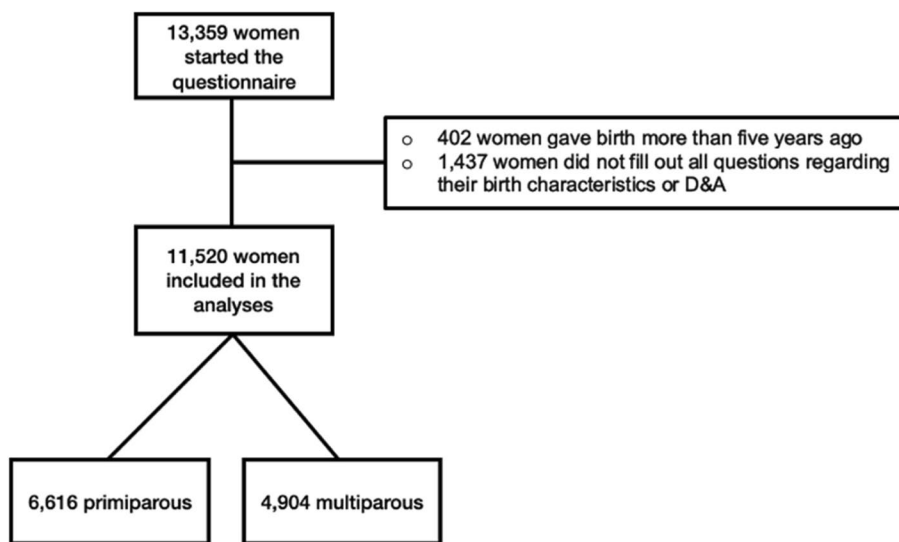 13,359 women
started the
questionnaire
○ 402 women gave birth more than five years ago
○ 1,437 women did not fill out all questions regarding
their birth characteristics or D&A
11,520 women
included in the
analyses
6,616 primiparous
4,904 multiparous